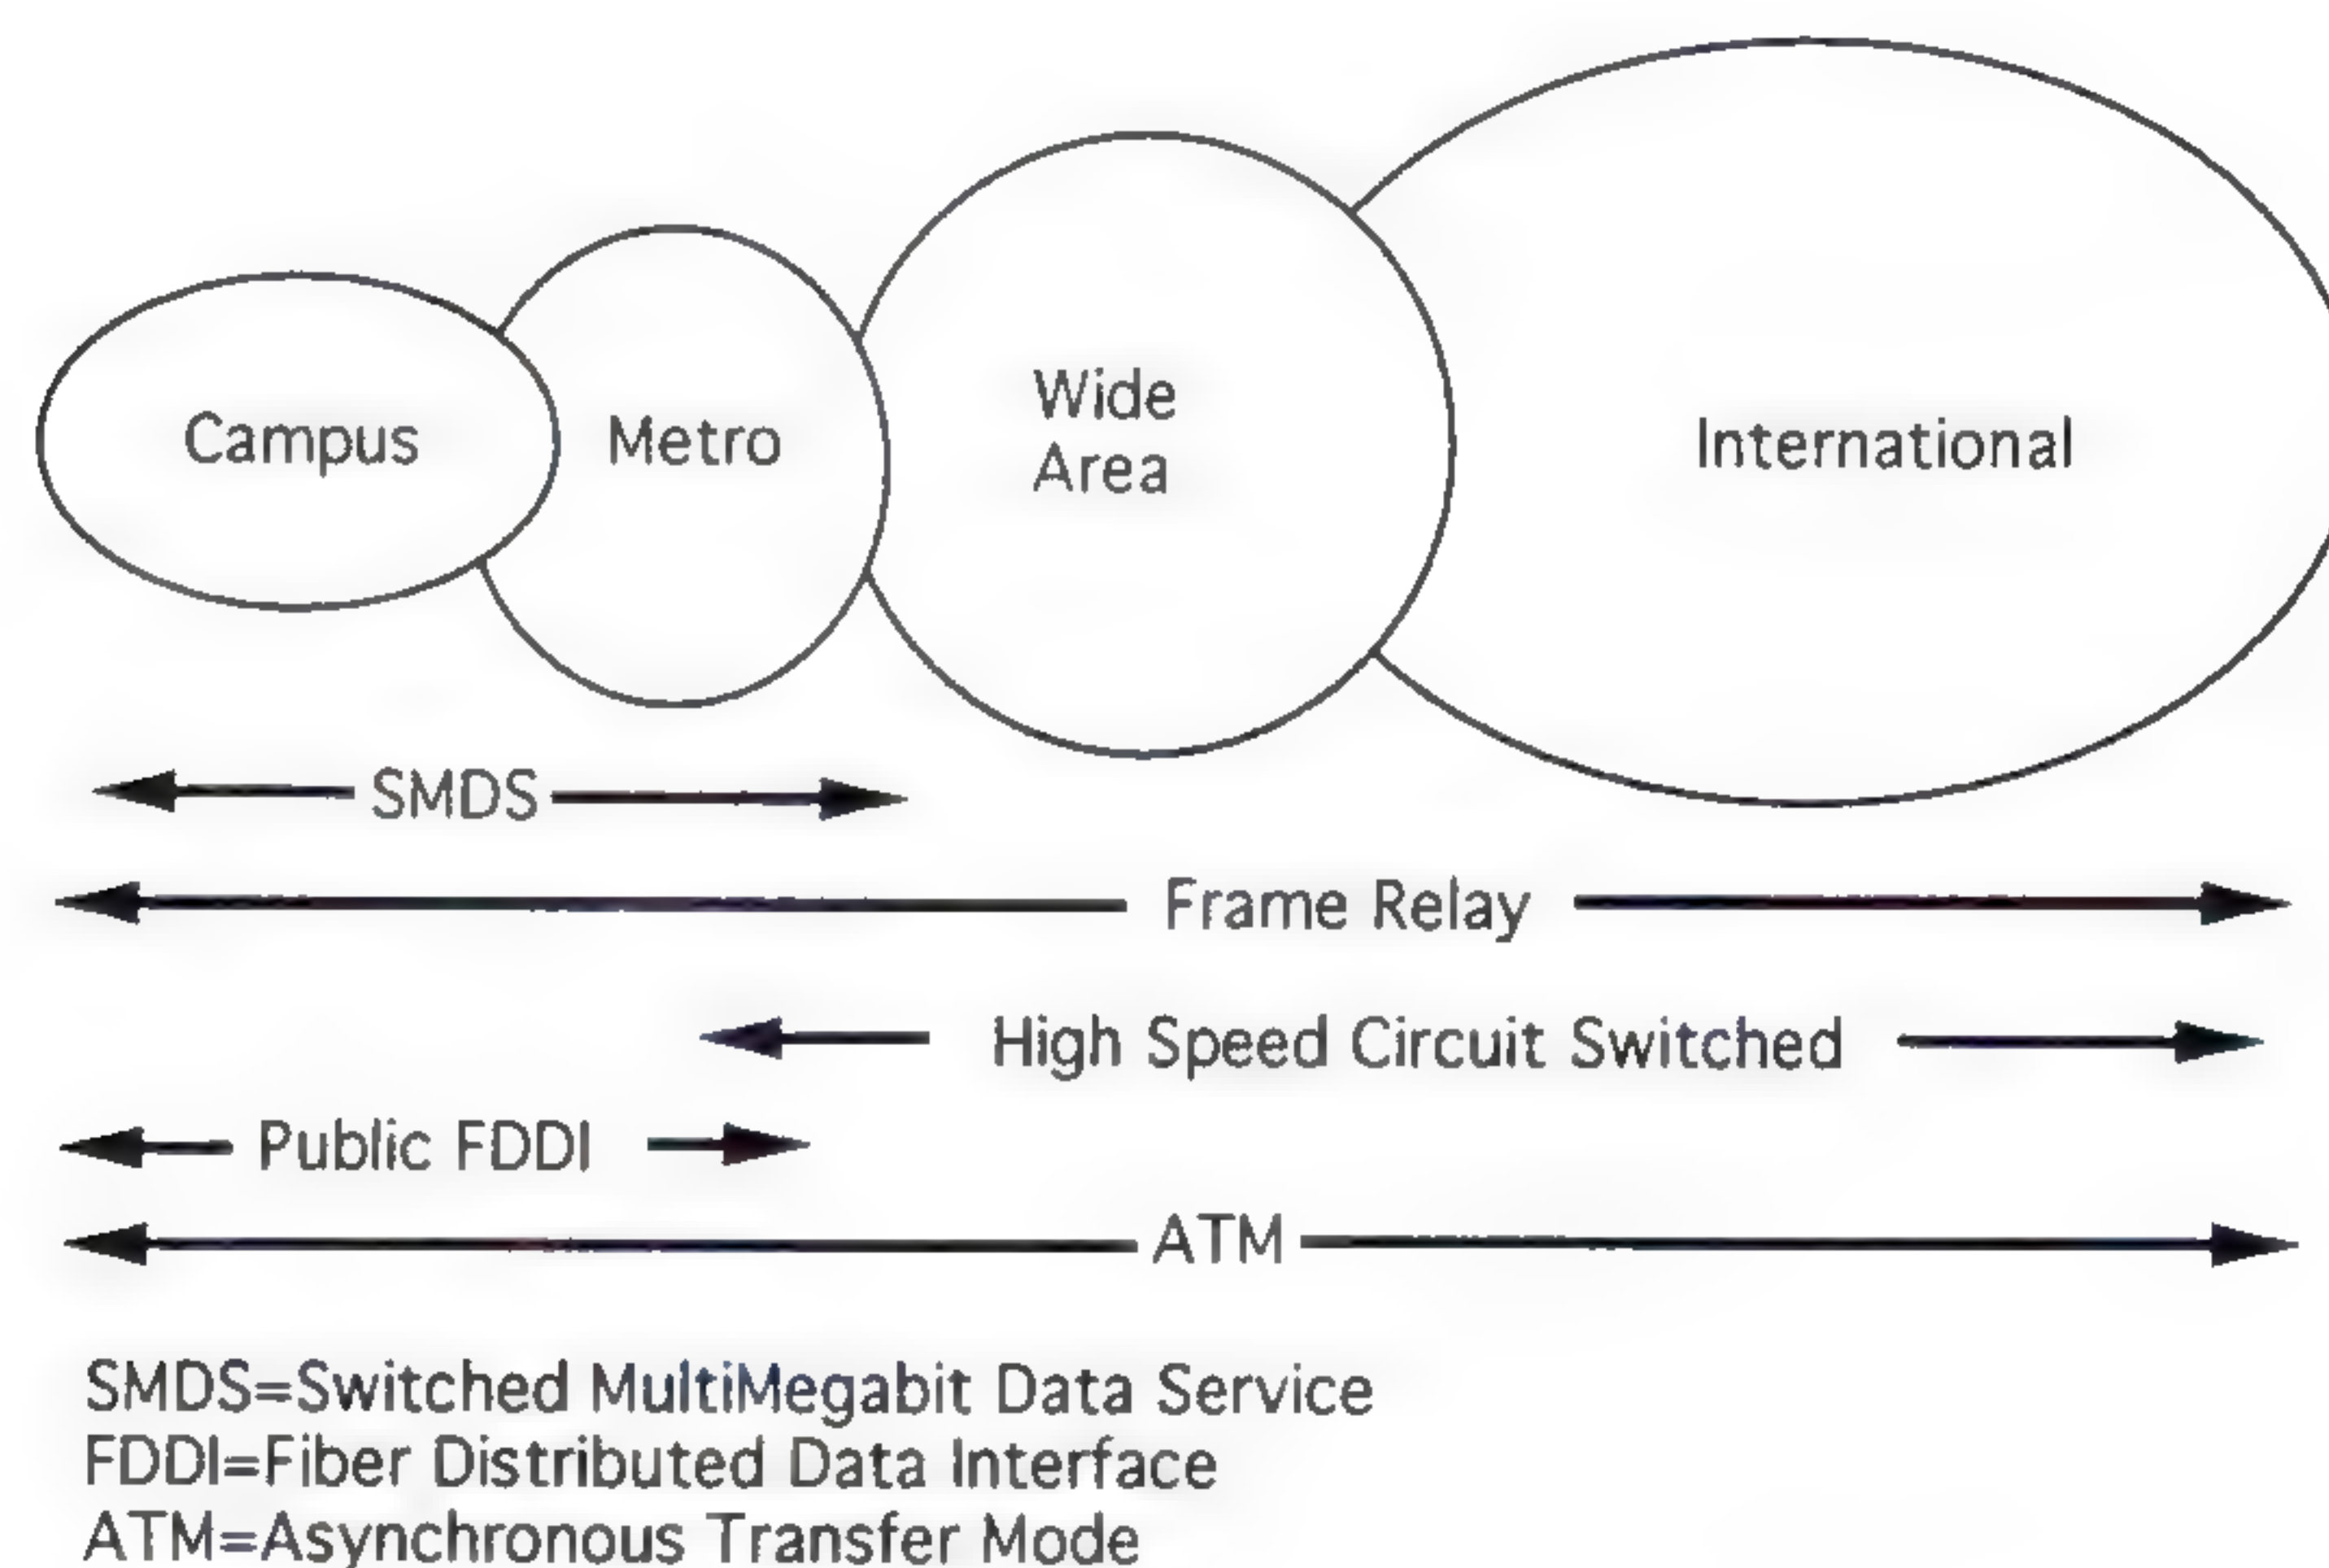 Campus
Metro
Wide
Area
International
SMDS
Frame Relay
High Speed Circuit Switched
Public FDDI
ATM
SMDS=Switched MultiMegabit Data Service
FDDI=Fiber Distributed Data Interface
ATM=Asynchronous Transfer Mode